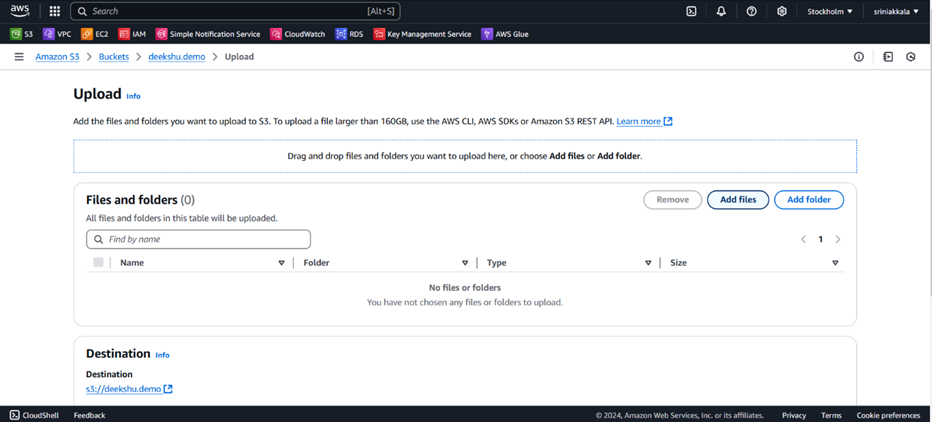 aws Search [Alt+S] Stockholm ▼ sriniakkala ▼
S3 VPC EC2 IAM Simple Notification Service CloudWatch RDS Key Management Service AWS Glue
Amazon S3 > Buckets > deekshu.demo > Upload
Upload Info
Add the files and folders you want to upload to S3. To upload a file larger than 160GB, use the AWS CLI, AWS SDKs or Amazon S3 REST API. Learn more
Drag and drop files and folders you want to upload here, or choose Add files or Add folder.
Files and folders (0) Remove Add files Add folder
All files and folders in this table will be uploaded.
Find by name < 1 >
Name Folder Type Size
No files or folders
You have not chosen any files or folders to upload.
Destination Info
Destination
s3://deekshu.demo
CloudShell Feedback © 2024, Amazon Web Services, Inc. or its affiliates. Privacy Terms Cookie preferences